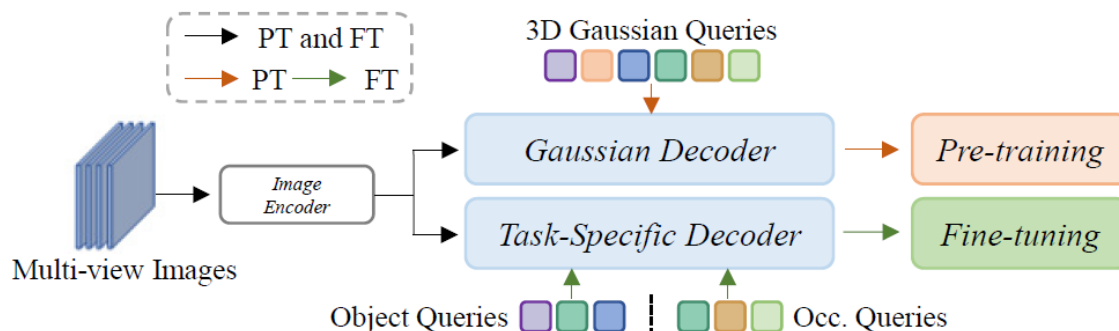 PT and FT
PT
FT
3D Gaussian Queries
Gaussian Decoder
Pre-training
Image
Encoder
Task-Specific Decoder
Fine-tuning
Multi-view Images
Object Queries
Occ. Queries